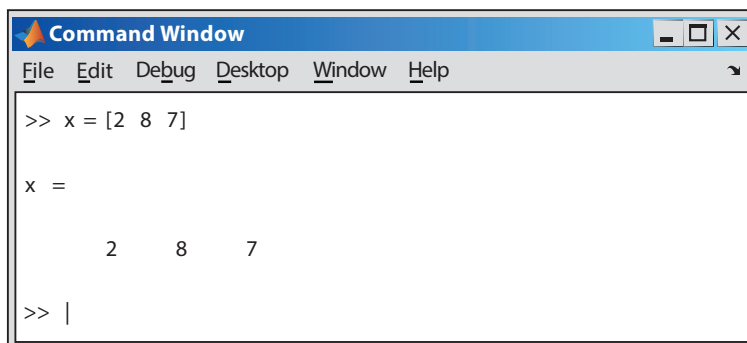 Command Window
File Edit Debug Desktop Window Help
>> x = [2 8 7]
x =
2 8 7
>> |